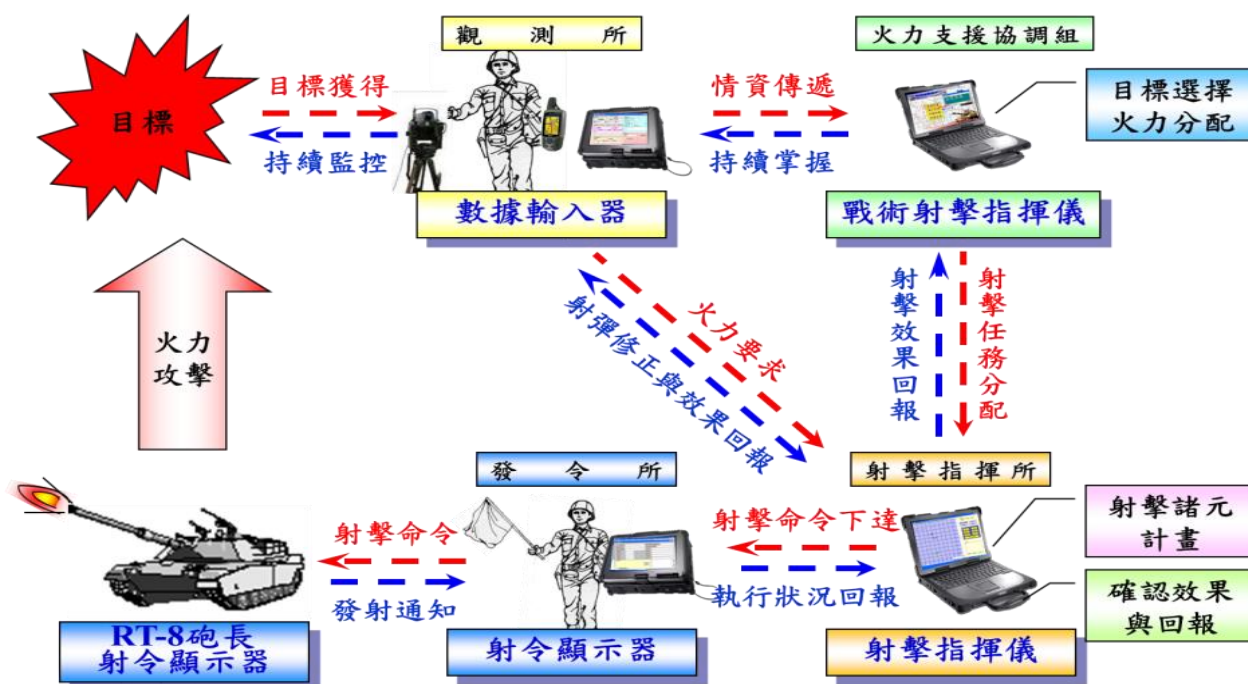 觀測所
火力支援協調組
目標
目標獲得
持續監控
情資傳遞
持續掌握
目標選擇
火力分配
數據輸入器
戰術射擊指揮儀
火力要求
射彈修正與效果回報
射擊效果回報
射擊任務分配
火力
攻擊
發令所
射擊指揮所
射擊命令
發射通知
射擊命令下達
執行狀況回報
射擊諸元
計畫
確認效果
與回報
RT-8砲長
射令顯示器
射令顯示器
射擊指揮儀